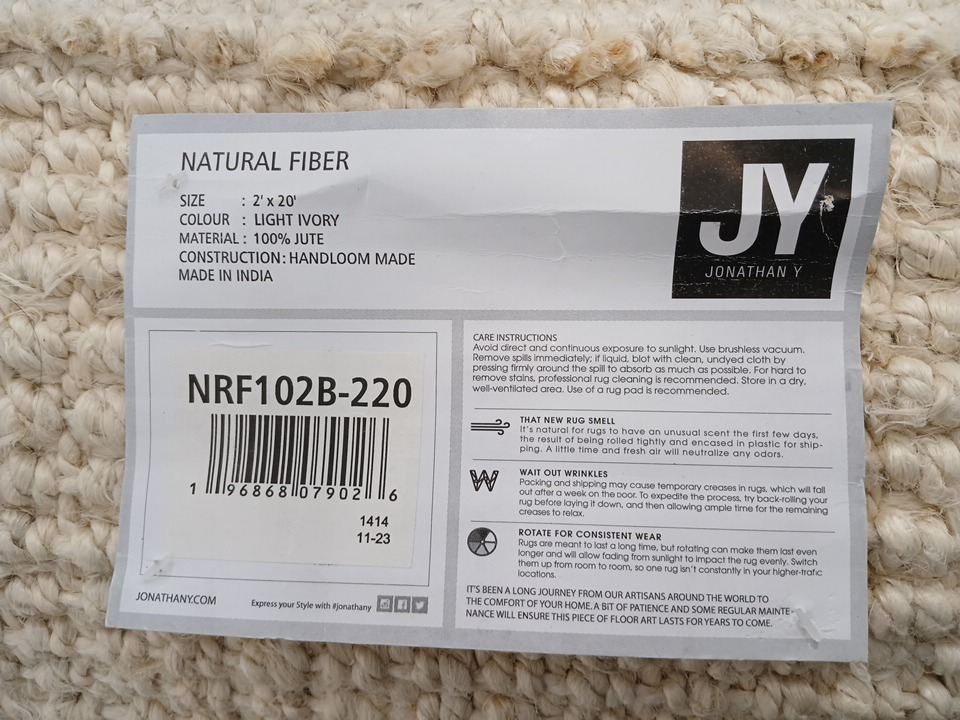 NATURAL FIBER
SIZE : 2' x 20'
COLOUR : LIGHT IVORY
MATERIAL : 100% JUTE
CONSTRUCTION: HANDLOOM MADE
MADE IN INDIA
JY
JONATHAN Y
NRF102B-220
1 96868 07902 6
1414
11-23
JONATHANY.COM
Express your Style with #jonathany
CARE INSTRUCTIONS
Avoid direct and continuous exposure to sunlight. Use brushless vacuum.
Remove spills immediately; if liquid, blot with clean, undyed cloth by
pressing firmly around the spill to absorb as much as possible. For hard to
remove stains, professional rug cleaning is recommended. Store in a dry,
well-ventilated area. Use of a rug pad is recommended.
THAT NEW RUG SMELL
It's natural for rugs to have an unusual scent the first few days,
the result of being rolled tightly and encased in plastic for ship-
ping. A little time and fresh air will neutralize any odors.
WAIT OUT WRINKLES
Packing and shipping may cause temporary creases in rugs, which will fall
out after a week on the door. To expedite the process, try back-rolling your
rug before laying it down, and then allowing ample time for the remaining
creases to relax.
ROTATE FOR CONSISTENT WEAR
Rugs are meant to last a long time, but rotating can make them last even
longer and will allow fading from sunlight to impact the rug evenly. Switch
them up from room to room, so one rug isn't constantly in your higher-trafic
locations.
IT'S BEEN A LONG JOURNEY FROM OUR ARTISANS AROUND THE WORLD TO
THE COMFORT OF YOUR HOME. A BIT OF PATIENCE AND SOME REGULAR MAINTE-
NANCE WILL ENSURE THIS PIECE OF FLOOR ART LASTS FOR YEARS TO COME.